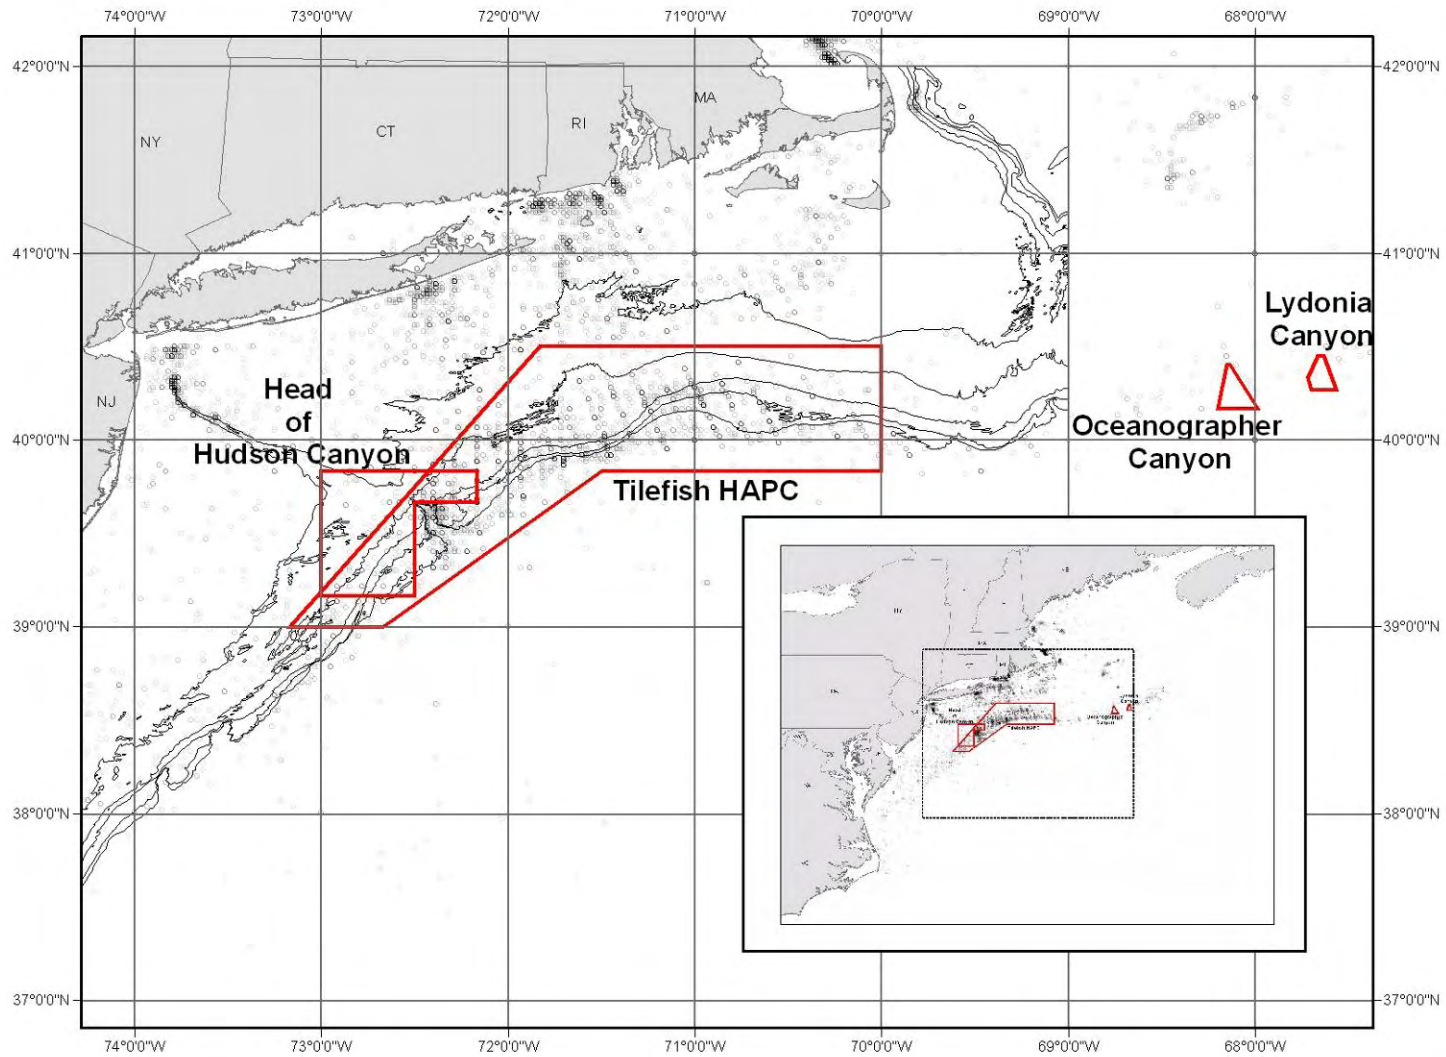 74°0'0"W 73°0'0"W 72°0'0"W 71°0'0"W 70°0'0"W 69°0'0"W 68°0'0"W
42°0'0"N 42°0'0"N
MA
RI
CT
NY
41°0'0"N 41°0'0"N
Lydonia
Canyon
Head
of
Hudson Canyon
NJ
Oceanographer
Canyon
40°0'0"N 40°0'0"N
Tilefish HAPC
39°0'0"N 39°0'0"N
38°0'0"N 38°0'0"N
37°0'0"N 37°0'0"N
74°0'0"W 73°0'0"W 72°0'0"W 71°0'0"W 70°0'0"W 69°0'0"W 68°0'0"W